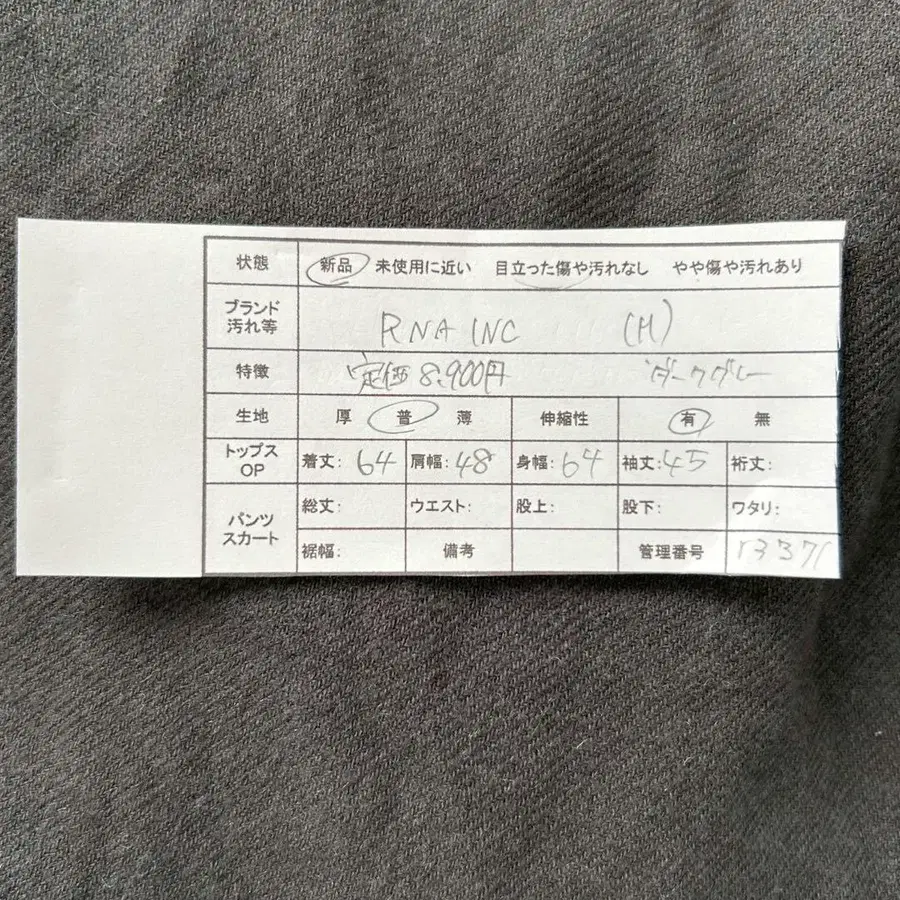 状態 新品 未使用に近い 目立った傷や汚れなし やや傷や汚れあり
ブランド
汚れ等 RNA INC (M)
特徴 定価 8,900円 ダークグレー
生地 厚 普 薄 伸縮性 有 無
トップス
OP 着丈: 64 肩幅: 48 身幅: 64 袖丈: 45 裄丈:
パンツ
スカート 総丈: ウエスト: 股上: 股下: ワタリ:
裾幅: 備考 管理番号 r3371